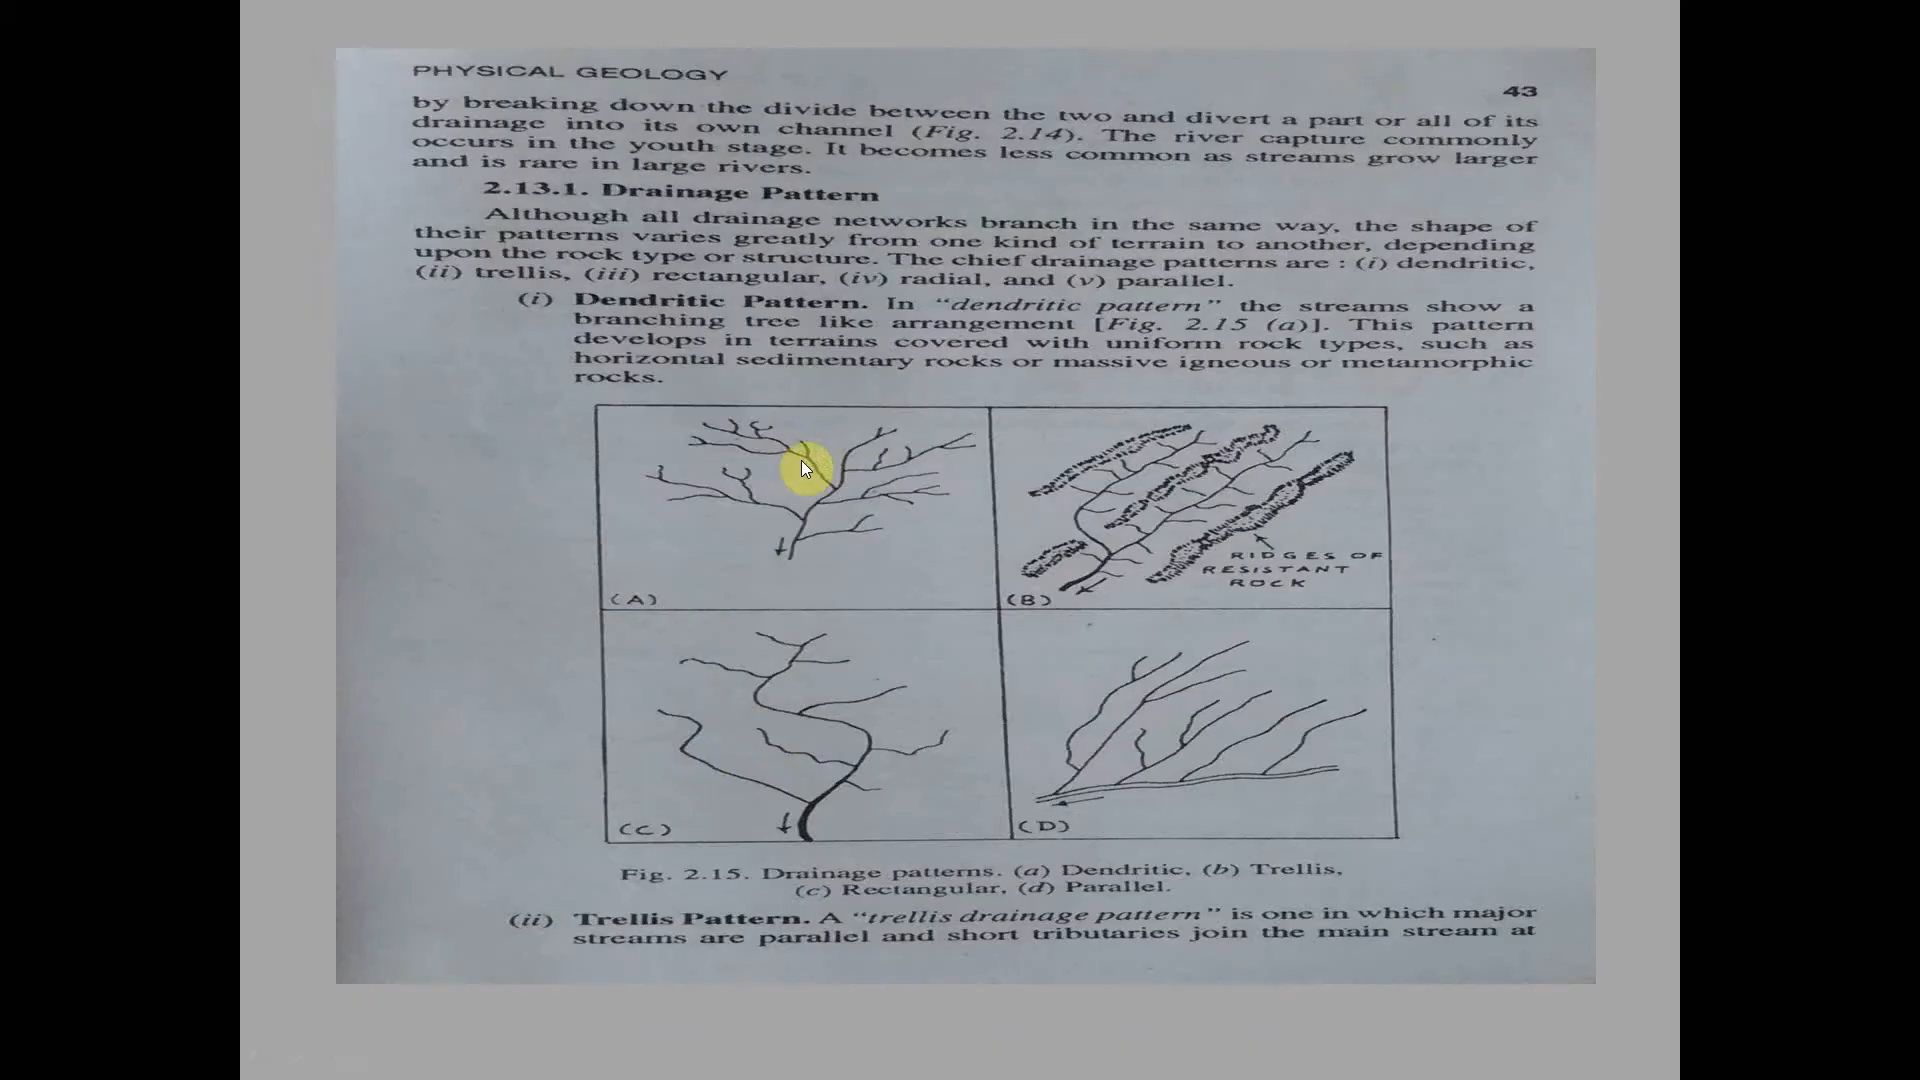 PHYSICAL GEOLOGY
43
by breaking down the divide between the two and divert a part or all of its
drainage into its own channel (Fig. 2.14). The river capture commonly
occurs in the youth stage. It becomes less common as streams grow larger
and is rare in large rivers.
2.13.1. Drainage Pattern
Although all drainage networks branch in the same way, the shape of
their patterns varies greatly from one kind of terrain to another, depending
upon the rock type or structure. The chief drainage patterns are : (i) dendritic,
(ii) trellis, (iii) rectangular, (iv) radial, and (v) parallel.
(i) Dendritic Pattern. In "dendritic pattern" the streams show a
branching tree like arrangement [Fig. 2.15 (a)]. This pattern
develops in terrains covered with uniform rock types, such as
horizontal sedimentary rocks or massive igneous or metamorphic
rocks.
RIDGES OF
RESISTANT
ROCK
(A)
(B)
(C)
(D)
Fig. 2.15. Drainage patterns. (a) Dendritic, (b) Trellis,
(c) Rectangular, (d) Parallel.
(ii) Trellis Pattern. A "trellis drainage pattern" is one in which major
streams are parallel and short tributaries join the main stream at